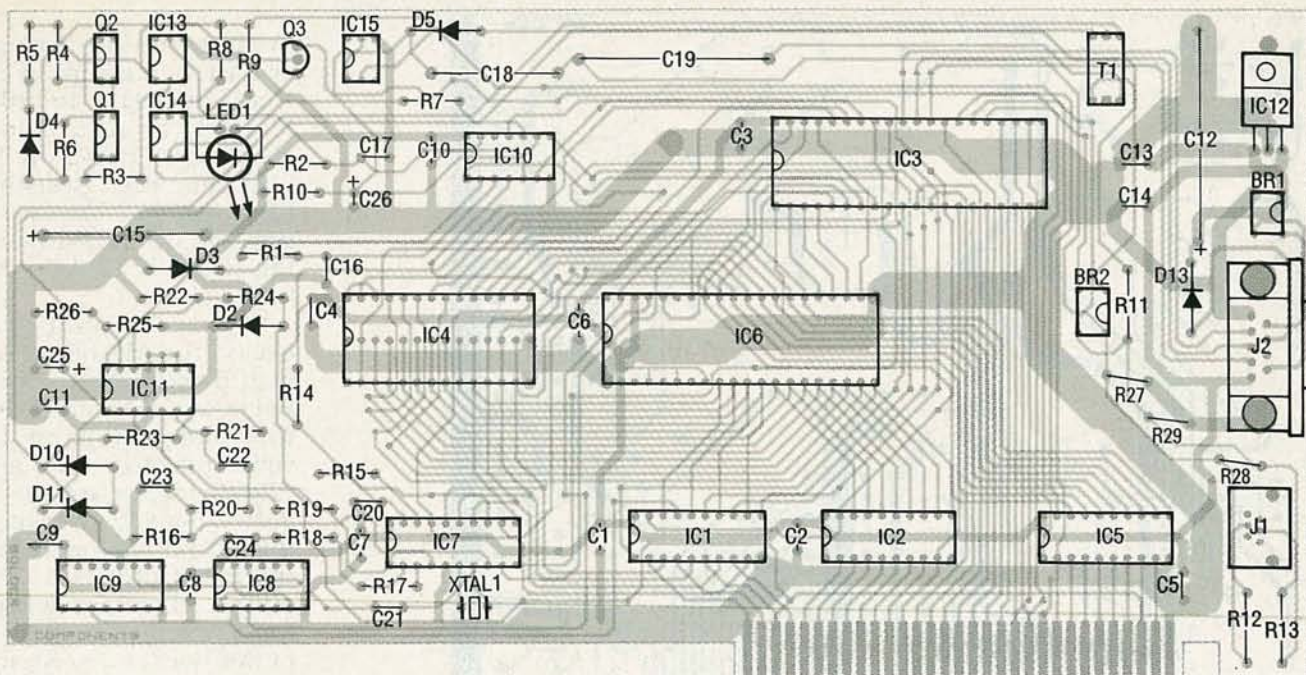 Q2
IC13
Q3
IC15
D5
R5
R4
R8
R9
C18
C19
T1
IC12
Q1
IC14
LED1
R7
D4
R6
R3
R2
R10
C17
C10
IC10
C3
IC3
C13
C12
C14
BR1
+
C26
+
C15
D3
R1
C16
+
R26
R22
R24
R25
D2
C4
IC4
C6
IC6
BR2
R11
D13
J2
C25
+
C11
IC11
R14
R27
R29
R23
R21
D10
C22
R15
R28
D11
C23
R20
R19
C20
C9
R16
C24
R18
C7
IC7
C1
IC1
C2
IC2
IC5
J1
IC9
C8
IC8
R17
XTAL1
C21
C5
R12
R13
COMPONENTS